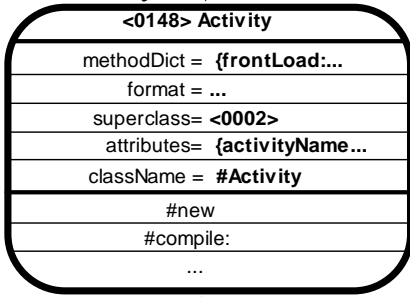 <0148> Activity
methodDict = {frontLoad:...
format = ...
superclass= <0002>
attributes= {activityName...
className = #Activity
#new
#compile:
...